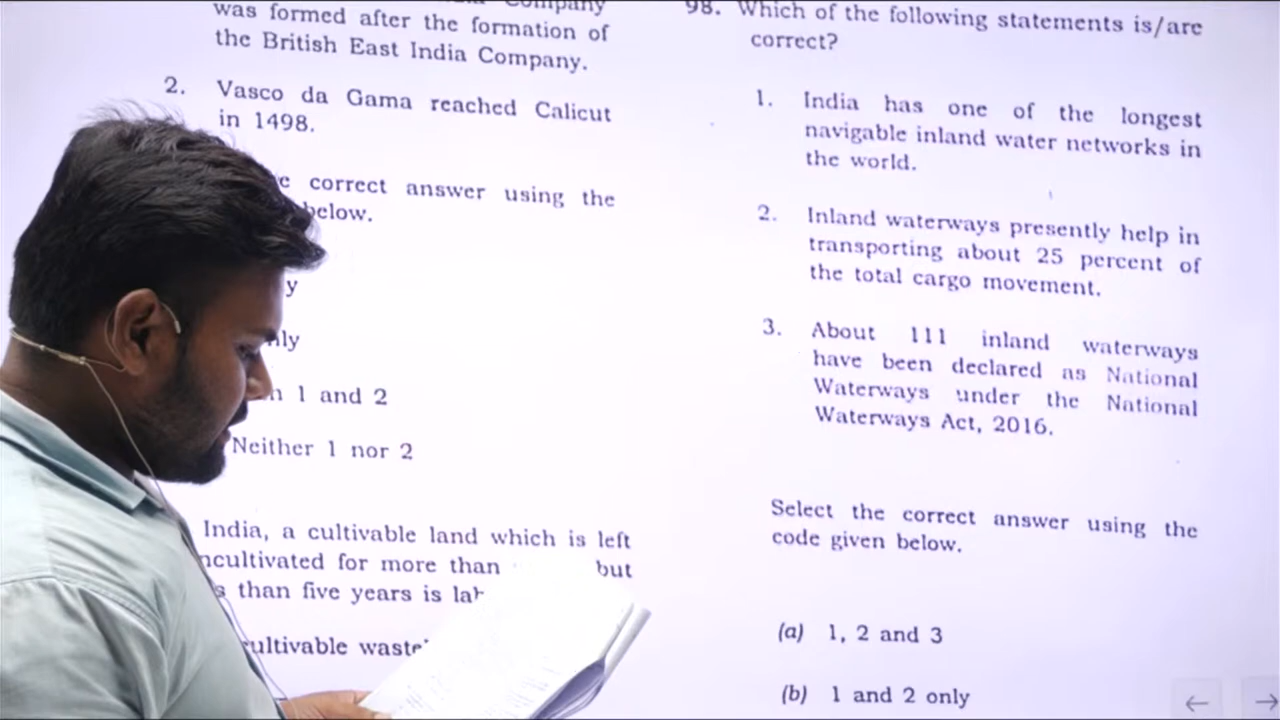 Company
was formed after the formation of
the British East India Company.
2. Vasco da Gama reached Calicut
in 1498.
correct answer using the
below.
1 and 2
Neither 1 nor 2
India, a cultivable land which is left
for more than but
than five years is
98. Which of the following statements is/are
correct?
1. India has one of the longest
navigable inland water networks in
the world.
2. Inland waterways presently help in
transporting about 25 percent of
the total cargo movement.
3. About 111 inland waterways
have been declared as National
Waterways under the National
Waterways Act, 2016.
Select the correct answer using the
code given below.
(a) 1, 2 and 3
(b) 1 and 2 only